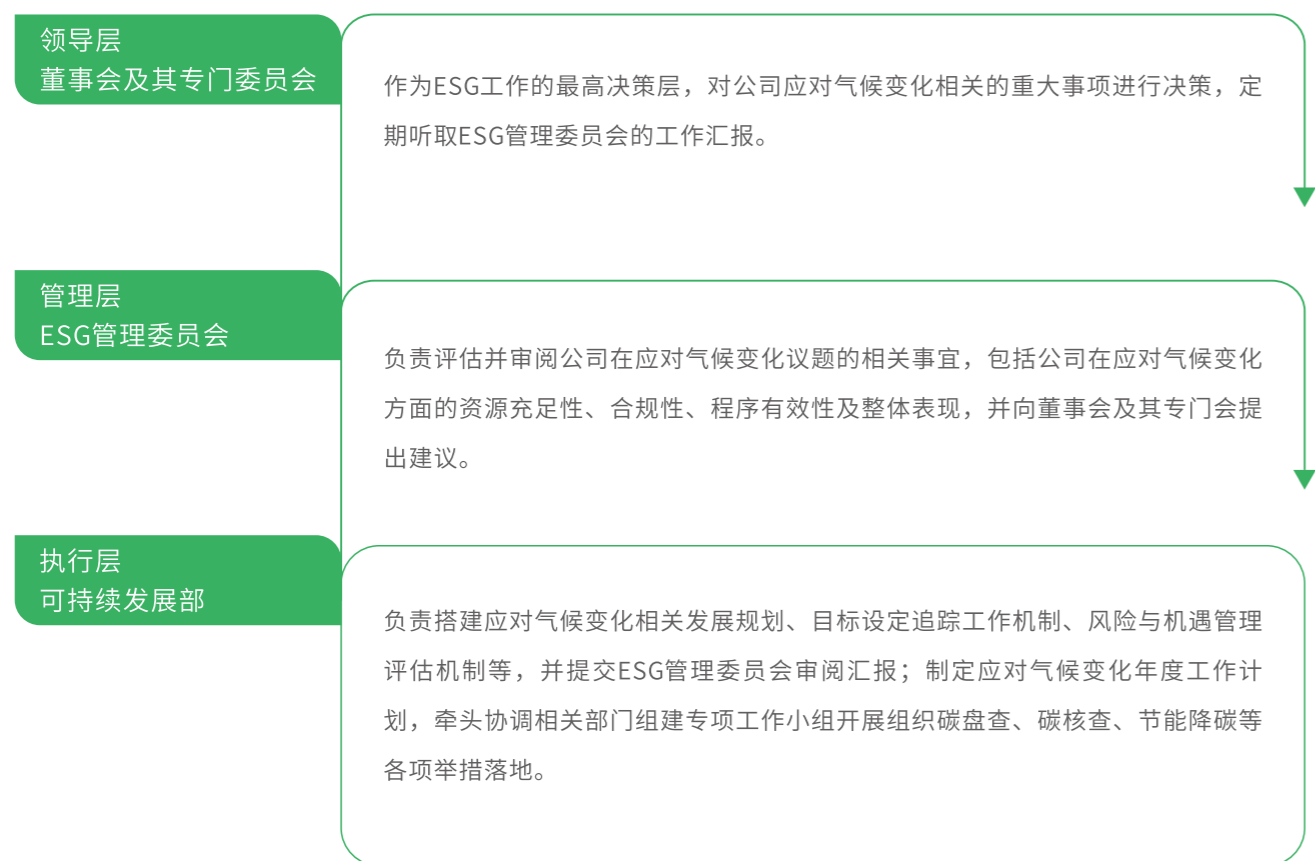 领导层
董事会及其专门委员会
作为ESG工作的最高决策层，对公司应对气候变化相关的重大事项进行决策，定
期听取ESG管理委员会的工作汇报。
管理层
ESG管理委员会
负责评估并审阅公司在应对气候变化议题的相关事宜，包括公司在应对气候变化
方面的资源充足性、合规性、程序有效性及整体表现，并向董事会及其专门会提
出建议。
执行层
可持续发展部
负责搭建应对气候变化相关发展规划、目标设定追踪工作机制、风险与机遇管理
评估机制等，并提交ESG管理委员会审阅汇报；制定应对气候变化年度工作计
划，牵头协调相关部门组建专项工作小组开展组织碳盘查、碳核查、节能降碳等
各项举措落地。